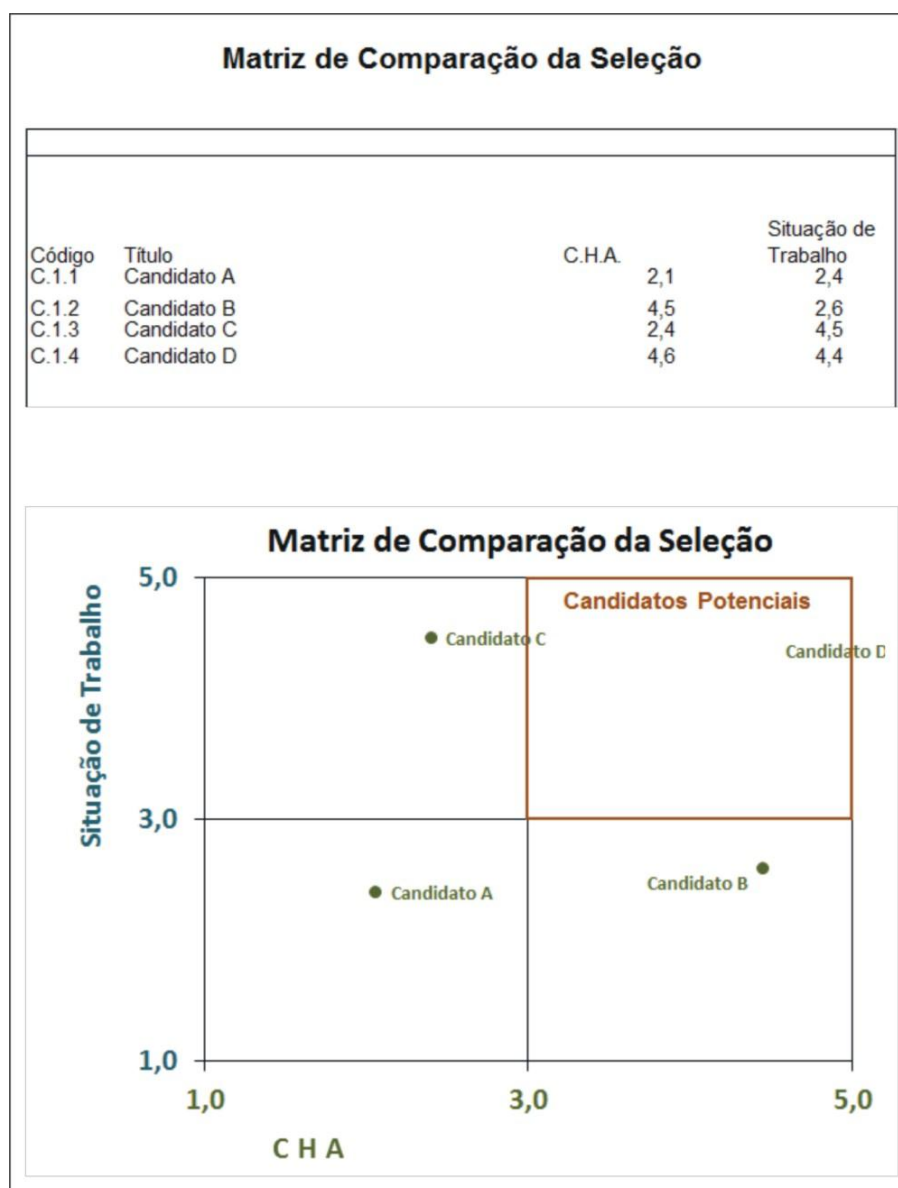 Matriz de Comparação da Seleção
Situação de
Código Título C.H.A. Trabalho
C.1.1 Candidato A 2,1 2,4
C.1.2 Candidato B 4,5 2,6
C.1.3 Candidato C 2,4 4,5
C.1.4 Candidato D 4,6 4,4
Matriz de Comparação da Seleção
5,0
Candidatos Potenciais
Candidato C
Candidato D
Situação de Trabalho
3,0
Candidato B
Candidato A
1,0
1,0 3,0 5,0
C H A